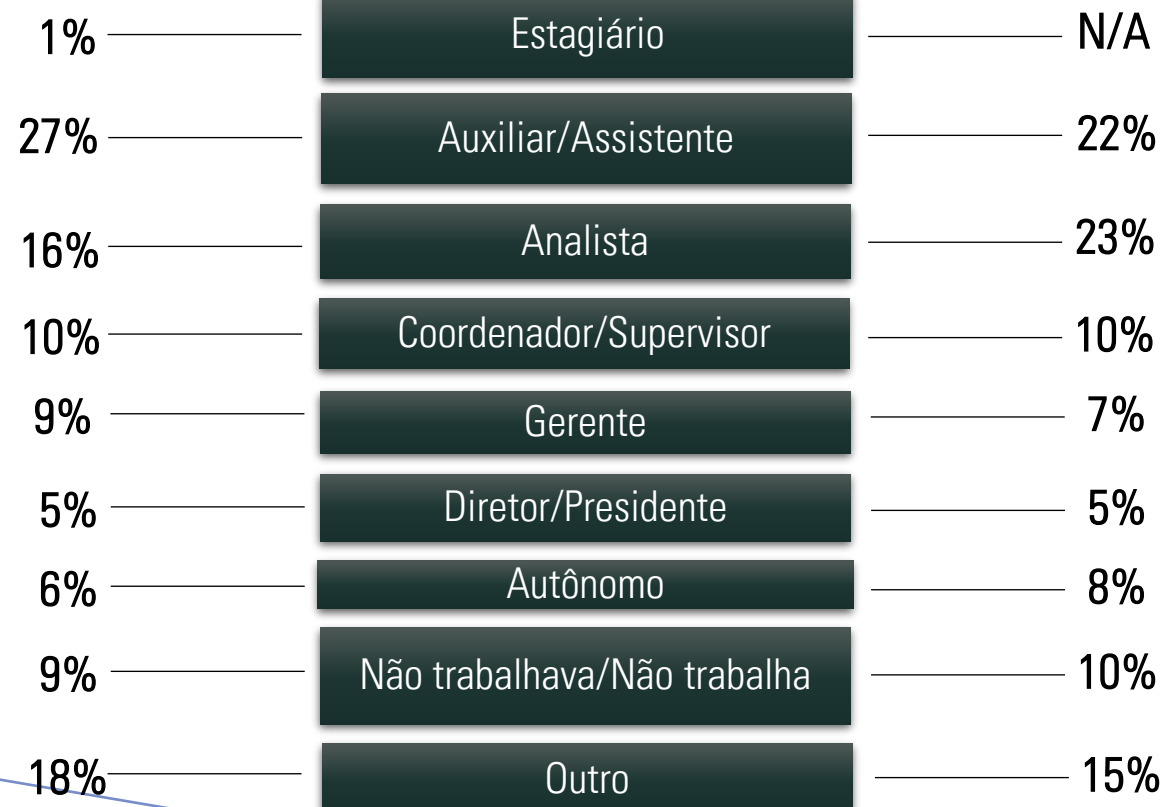 1% Estagiário N/A
27% Auxiliar/Assistente 22%
16% Analista 23%
10% Coordenador/Supervisor 10%
9% Gerente 7%
5% Diretor/Presidente 5%
6% Autônomo 8%
9% Não trabalhava/Não trabalha 10%
18% Outro 15%